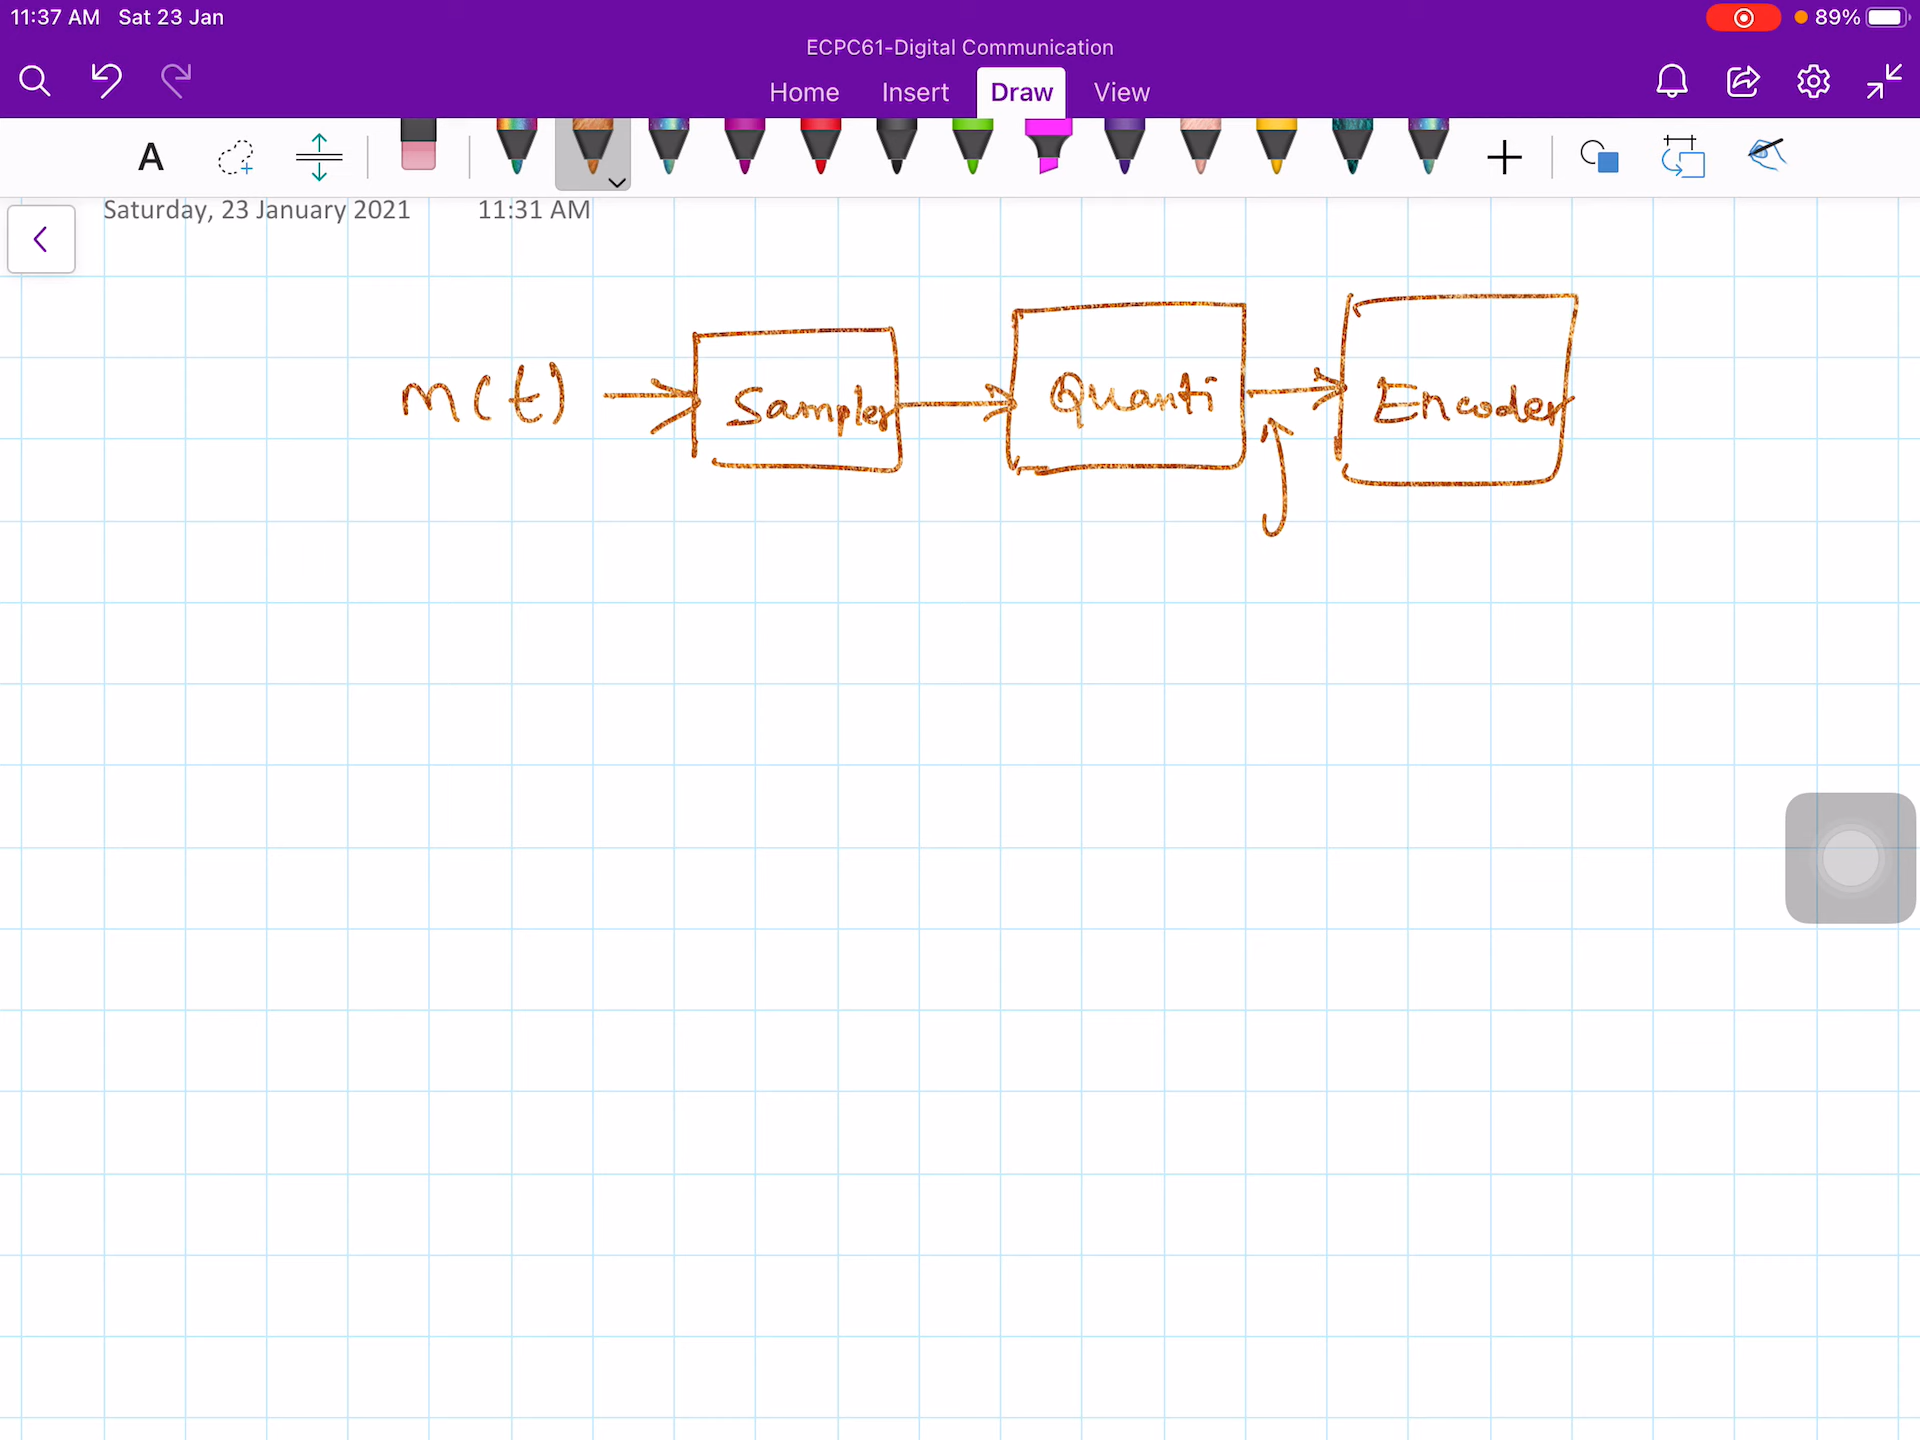 11:37 AM Sat 23 Jan
89%
ECPC61-Digital Communication
Home Insert Draw View
A
Saturday, 23 January 2021 11:31 AM
m(t) Sampler Quanti Encoder